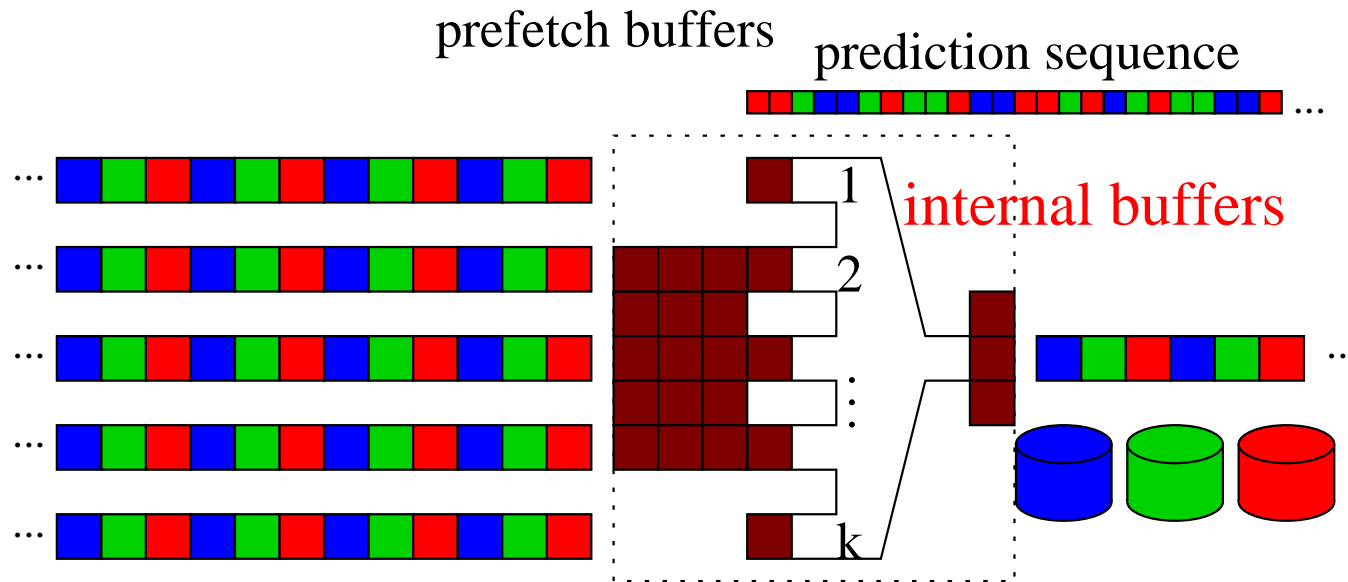 prefetch buffers
prediction sequence
...
... 1
internal buffers
... 2
... ⋮ ..
...
... k